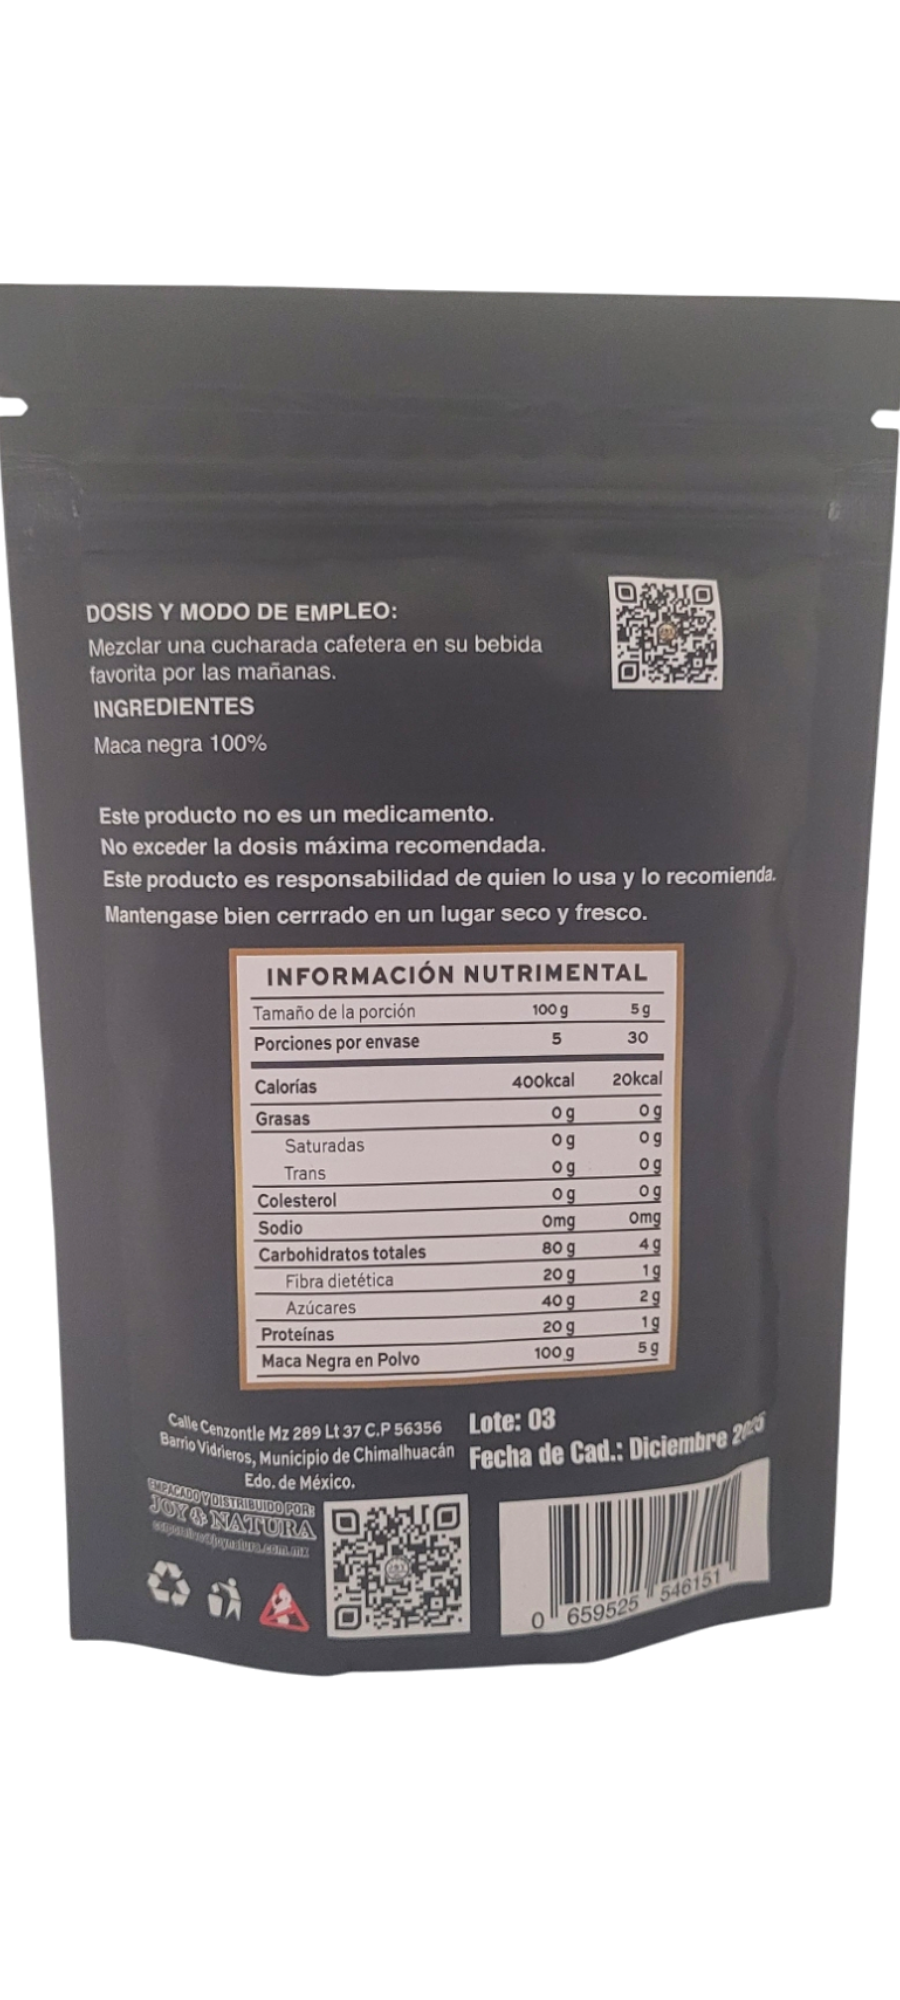 DOSIS Y MODO DE EMPLEO:
Mezclar una cucharada cafetera en su bebida
favorita por las mañanas.
INGREDIENTES
Maca negra 100%
Este producto no es un medicamento.
No exceder la dosis máxima recomendada.
Este producto es responsabilidad de quien lo usa y lo recomienda.
Mantengase bien cerrrado en un lugar seco y fresco.
INFORMACIÓN NUTRIMENTAL
Tamaño de la porción 100 g 5 g
Porciones por envase 5 30
Calorías 400kcal 20kcal
Grasas 0 g 0 g
Saturadas 0 g 0 g
Trans 0 g 0 g
Colesterol 0 g 0 g
Sodio 0mg 0mg
Carbohidratos totales 80 g 4 g
Fibra dietética 20 g 1 g
Azúcares 40 g 2 g
Proteínas 20 g 1 g
Maca Negra en Polvo 100 g 5 g
Calle Cenzontle Mz 289 Lt 37 C.P 56356
Barrio Vidrieros, Municipio de Chimalhuacán
Edo. de México.
Lote: 03
Fecha de Cad.: Diciembre
EMPACADO Y DISTRIBUIDO POR:
JOY & NATURA
0 659525 546151